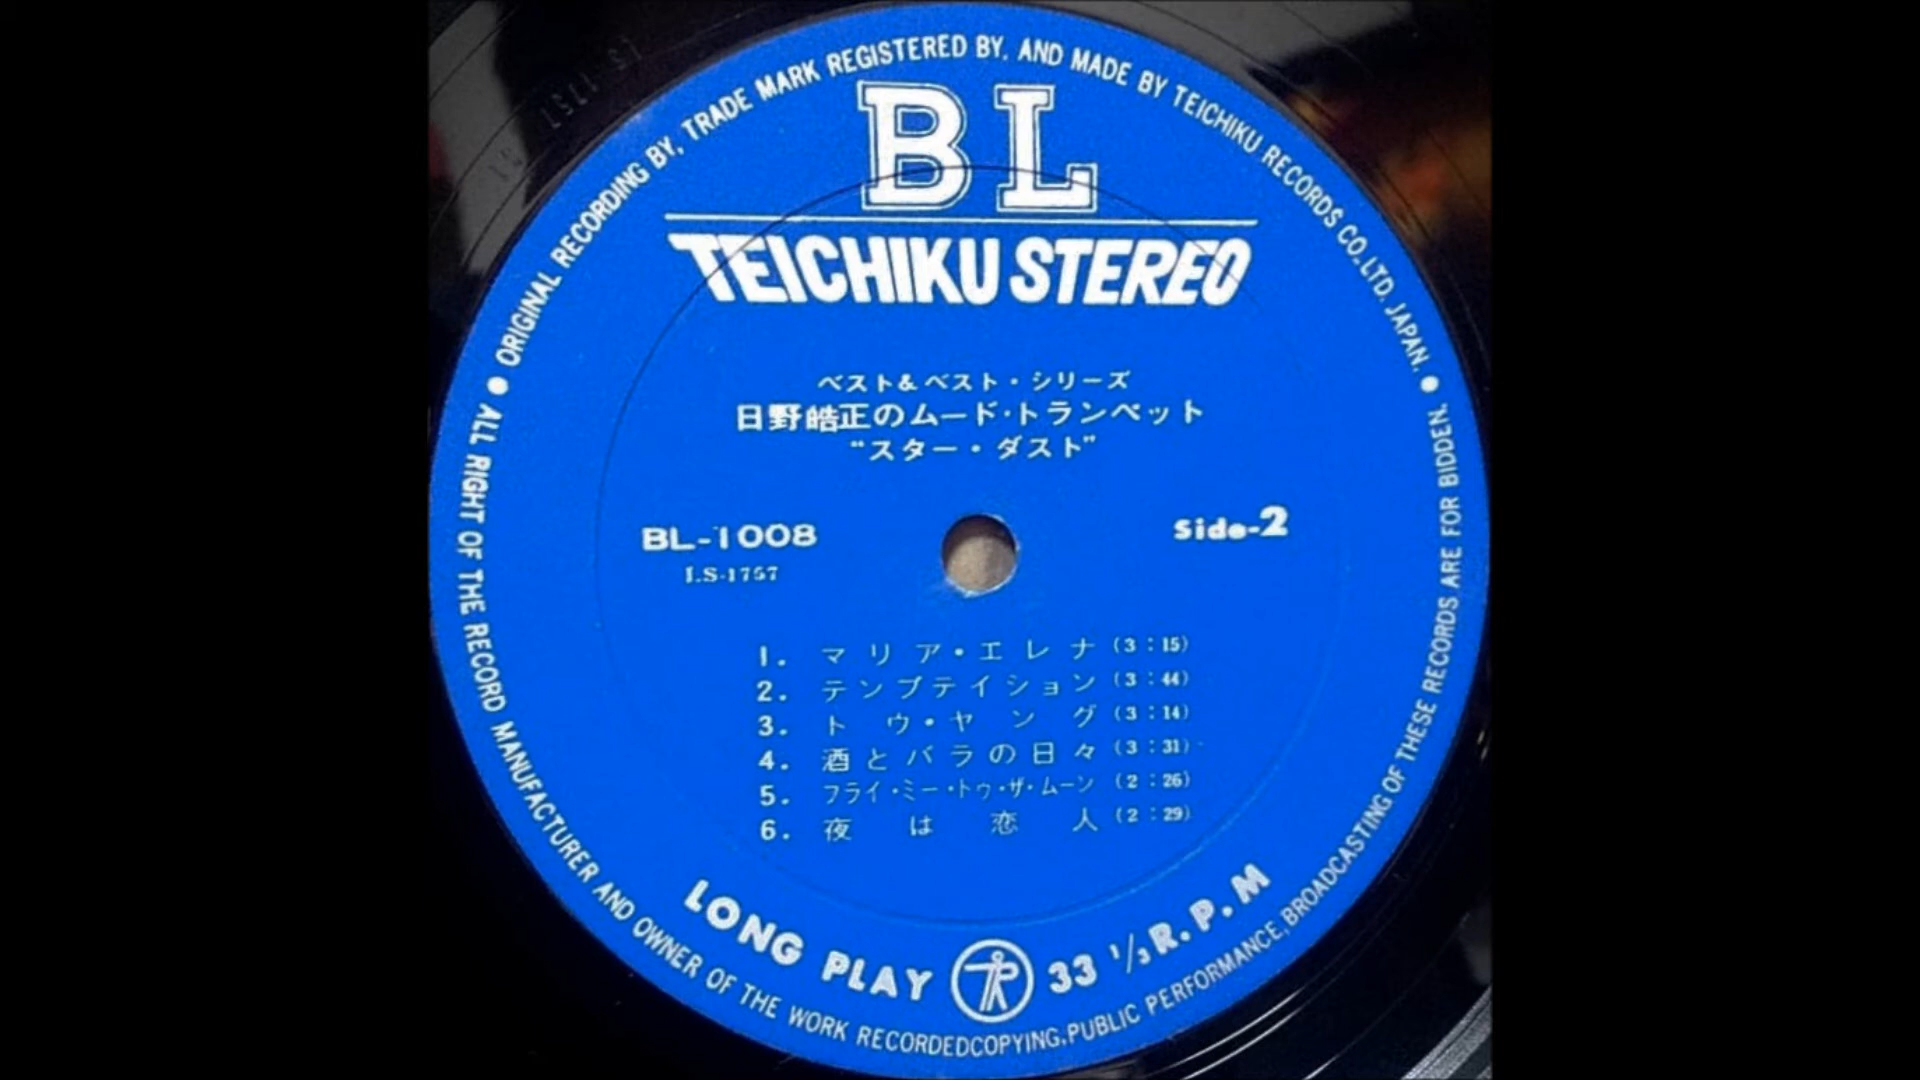 ● ORIGINAL RECORDING BY, TRADE MARK REGISTERED BY, AND MADE BY TEICHIKU RECORDS CO., LTD. JAPAN. ●
BL
TEICHIKU STEREO
ベスト&ベスト・シリーズ
日野皓正のムード・トランペット
“スター・ダスト”
BL-1008
Side-2
LS-1757
1. マリア・エレナ (3:15)
2. テンプテイション (3:44)
3. トゥ・ヤング (3:14)
4. 酒とバラの日々 (3:31)
5. フライ・ミー・トゥ・ザ・ムーン (2:26)
6. 夜は恋人 (2:29)
LONG PLAY 33 1/3 R.P.M
ALL RIGHT OF THE RECORD MANUFACTURER AND OWNER OF THE WORK RECORDEDCOPYING, PUBLIC PERFORMANCE, BROADCASTING OF THESE RECORDS ARE FOR BIDDEN.